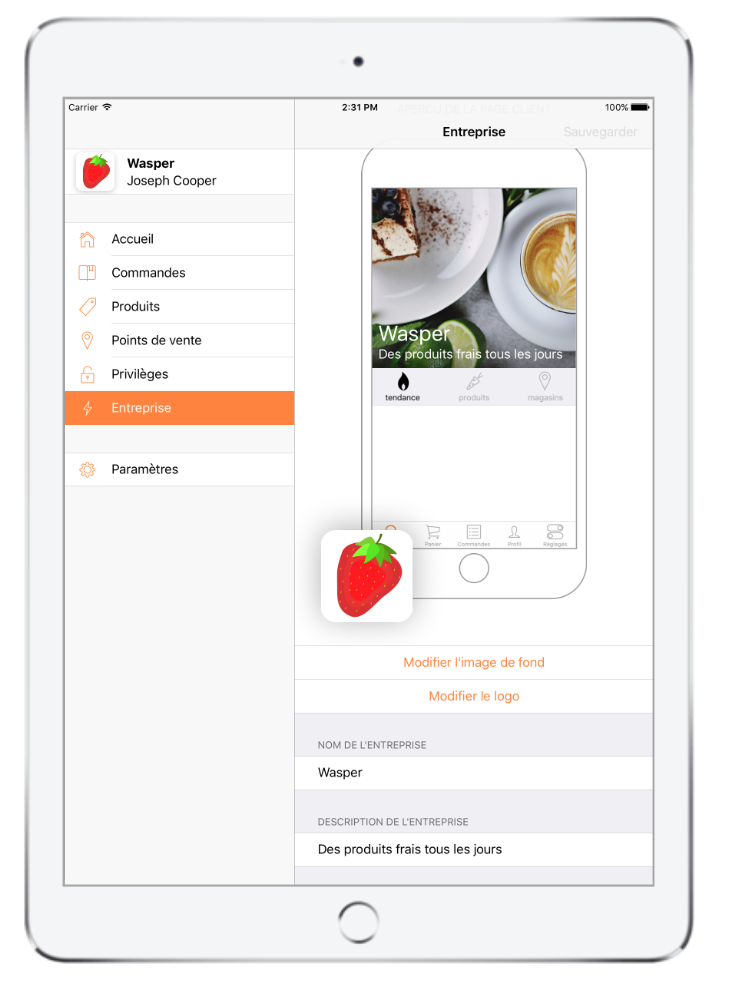 Carrier
2:31 PM
100%
APERÇU DE LA PAGE CLIENT
Entreprise
Sauvegarder
Wasper
Joseph Cooper
Accueil
Commandes
Produits
Points de vente
Privilèges
Entreprise
Paramètres
Wasper
Des produits frais tous les jours
tendance
produits
magasins
Panier
Commandes
Profil
Réglages
Modifier l'image de fond
Modifier le logo
NOM DE L'ENTREPRISE
Wasper
DESCRIPTION DE L'ENTREPRISE
Des produits frais tous les jours